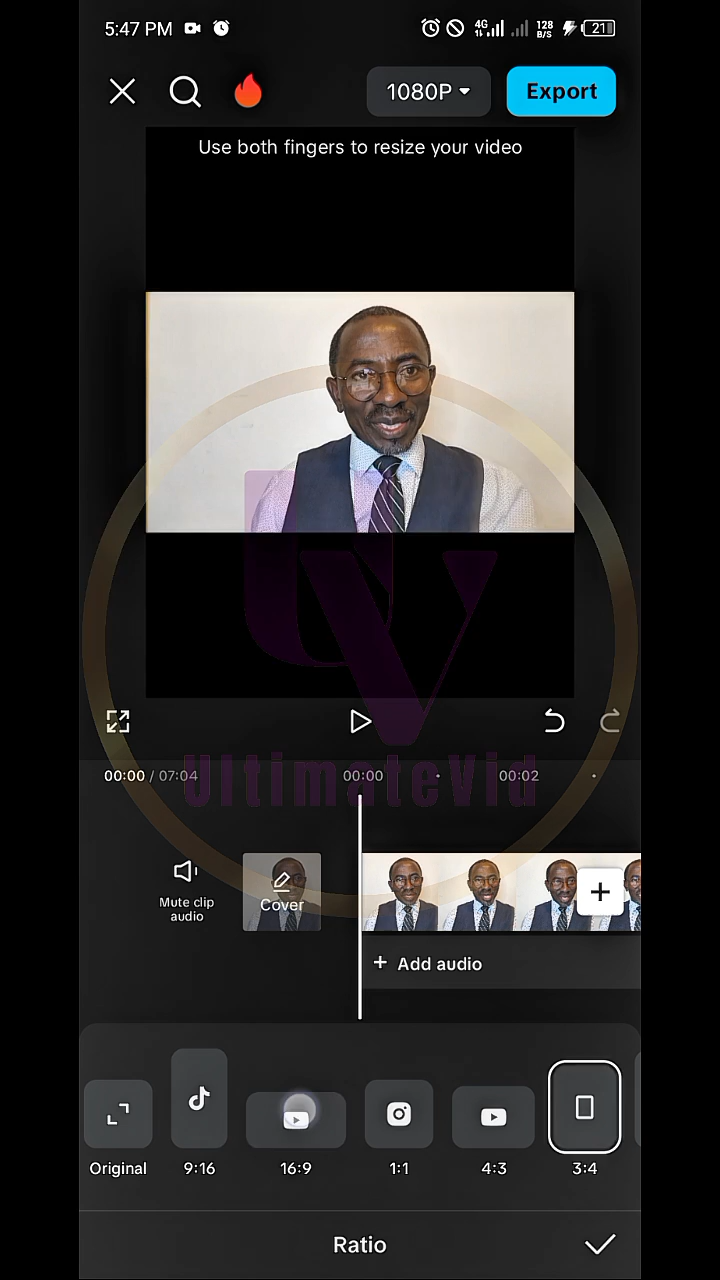 5:47 PM 4G 128 B/S 21
1080P Export
Use both fingers to resize your video
UV
00:00 / 07:04 00:00 00:02
UltimateVid
Mute clip
audio
Cover
+ Add audio
Original 9:16 16:9 1:1 4:3 3:4
Ratio